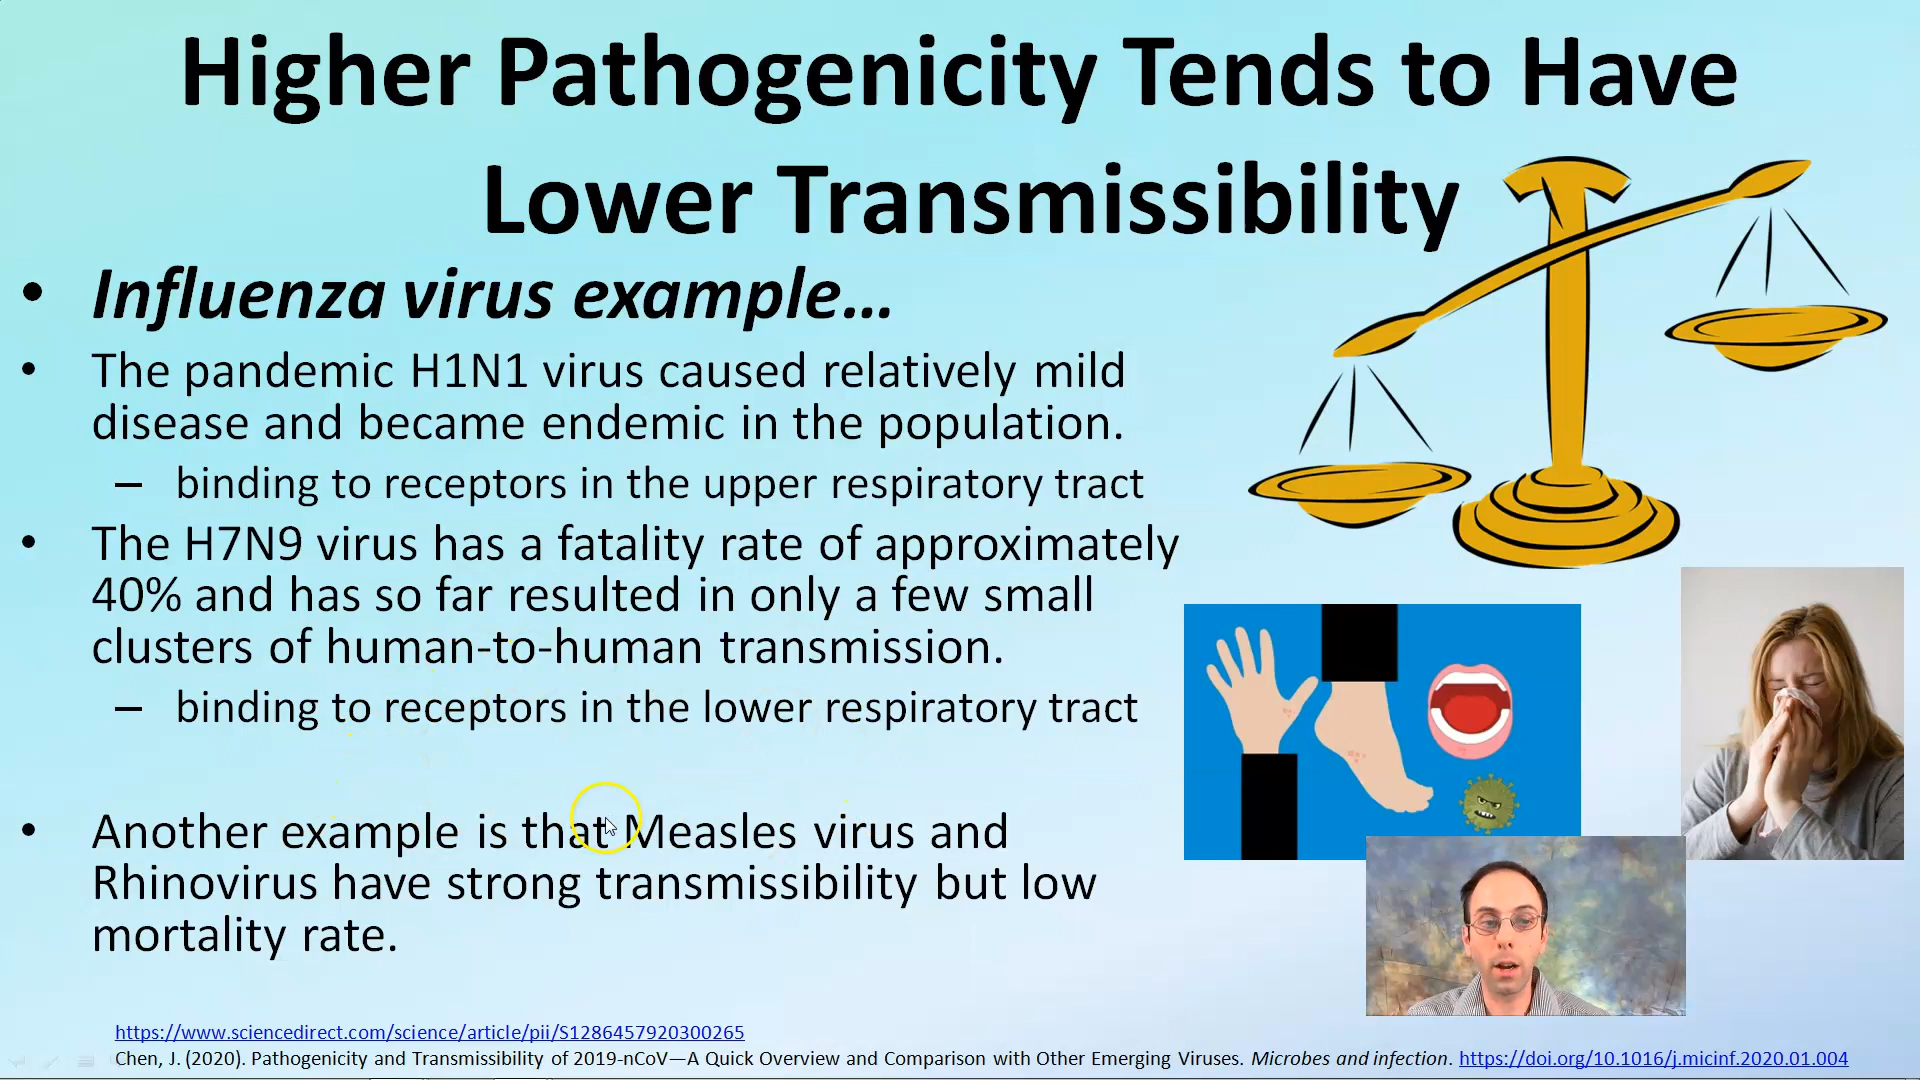 Higher Pathogenicity Tends to Have
Lower Transmissibility
• Influenza virus example…
• The pandemic H1N1 virus caused relatively mild
disease and became endemic in the population.
– binding to receptors in the upper respiratory tract
• The H7N9 virus has a fatality rate of approximately
40% and has so far resulted in only a few small
clusters of human-to-human transmission.
– binding to receptors in the lower respiratory tract
• Another example is that Measles virus and
Rhinovirus have strong transmissibility but low
mortality rate.
https://www.sciencedirect.com/science/article/pii/S1286457920300265
Chen, J. (2020). Pathogenicity and Transmissibility of 2019-nCoV—A Quick Overview and Comparison with Other Emerging Viruses. Microbes and infection. https://doi.org/10.1016/j.micinf.2020.01.004